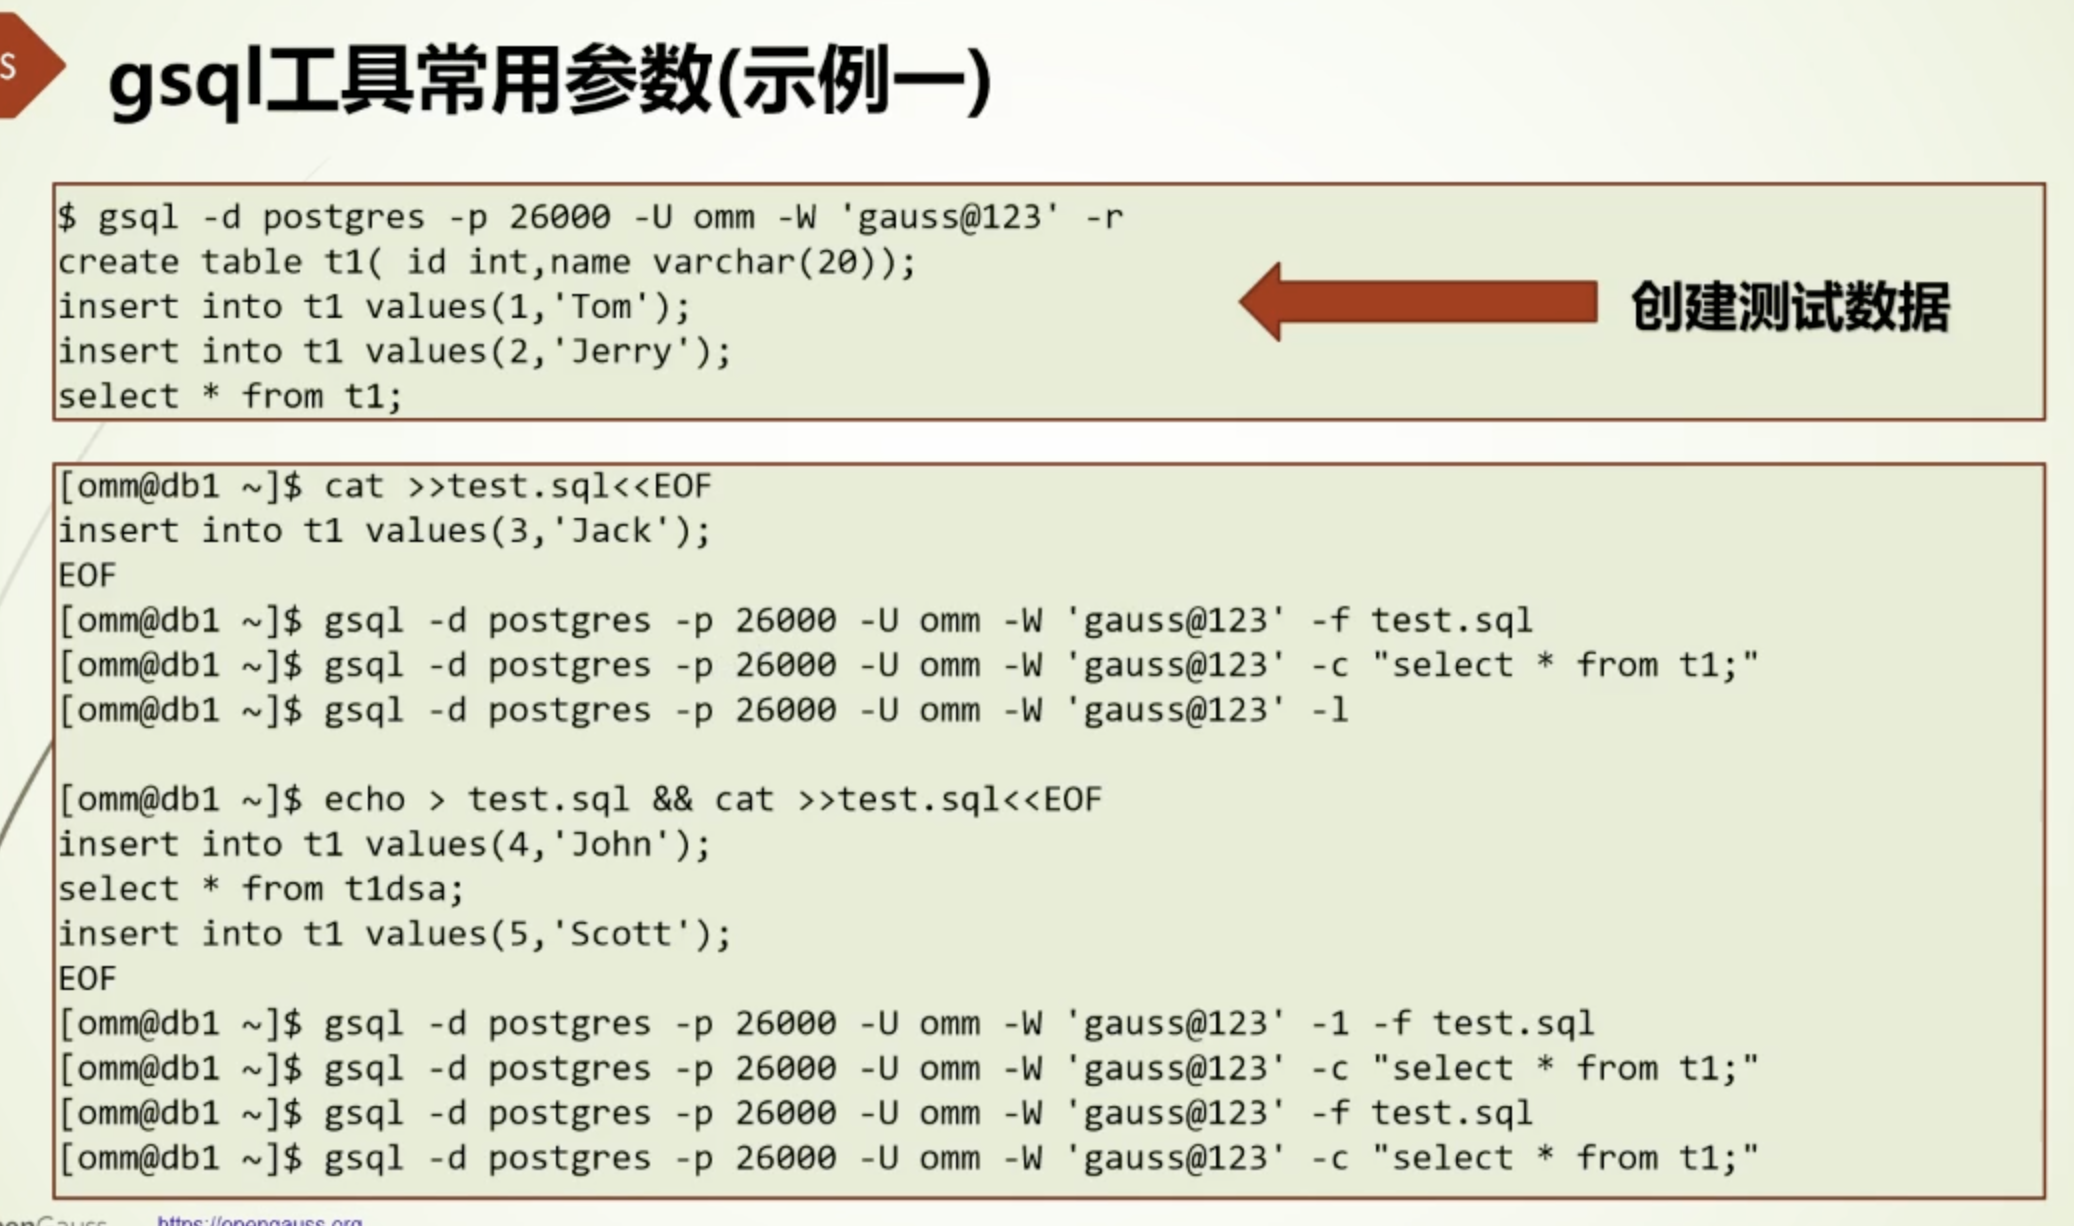 S
gsql工具常用参数(示例一)
$ gsql -d postgres -p 26000 -U omm -W 'gauss@123' -r
create table t1( id int,name varchar(20));
insert into t1 values(1,'Tom');
insert into t1 values(2,'Jerry');
select * from t1;
创建测试数据
[omm@db1 ~]$ cat >>test.sql<<EOF
insert into t1 values(3,'Jack');
EOF
[omm@db1 ~]$ gsql -d postgres -p 26000 -U omm -W 'gauss@123' -f test.sql
[omm@db1 ~]$ gsql -d postgres -p 26000 -U omm -W 'gauss@123' -c "select * from t1;"
[omm@db1 ~]$ gsql -d postgres -p 26000 -U omm -W 'gauss@123' -l
[omm@db1 ~]$ echo > test.sql && cat >>test.sql<<EOF
insert into t1 values(4,'John');
select * from t1dsa;
insert into t1 values(5,'Scott');
EOF
[omm@db1 ~]$ gsql -d postgres -p 26000 -U omm -W 'gauss@123' -1 -f test.sql
[omm@db1 ~]$ gsql -d postgres -p 26000 -U omm -W 'gauss@123' -c "select * from t1;"
[omm@db1 ~]$ gsql -d postgres -p 26000 -U omm -W 'gauss@123' -f test.sql
[omm@db1 ~]$ gsql -d postgres -p 26000 -U omm -W 'gauss@123' -c "select * from t1;"
https://opengauss.org